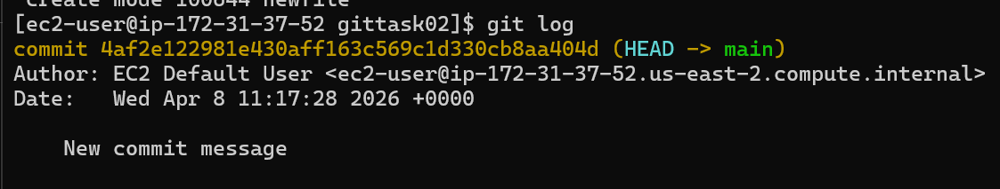 create mode 100644 newfile
[ec2-user@ip-172-31-37-52 gittask02]$ git log
commit 4af2e122981e430aff163c569c1d330cb8aa404d (HEAD -> main)
Author: EC2 Default User <ec2-user@ip-172-31-37-52.us-east-2.compute.internal>
Date:   Wed Apr 8 11:17:28 2026 +0000
    New commit message